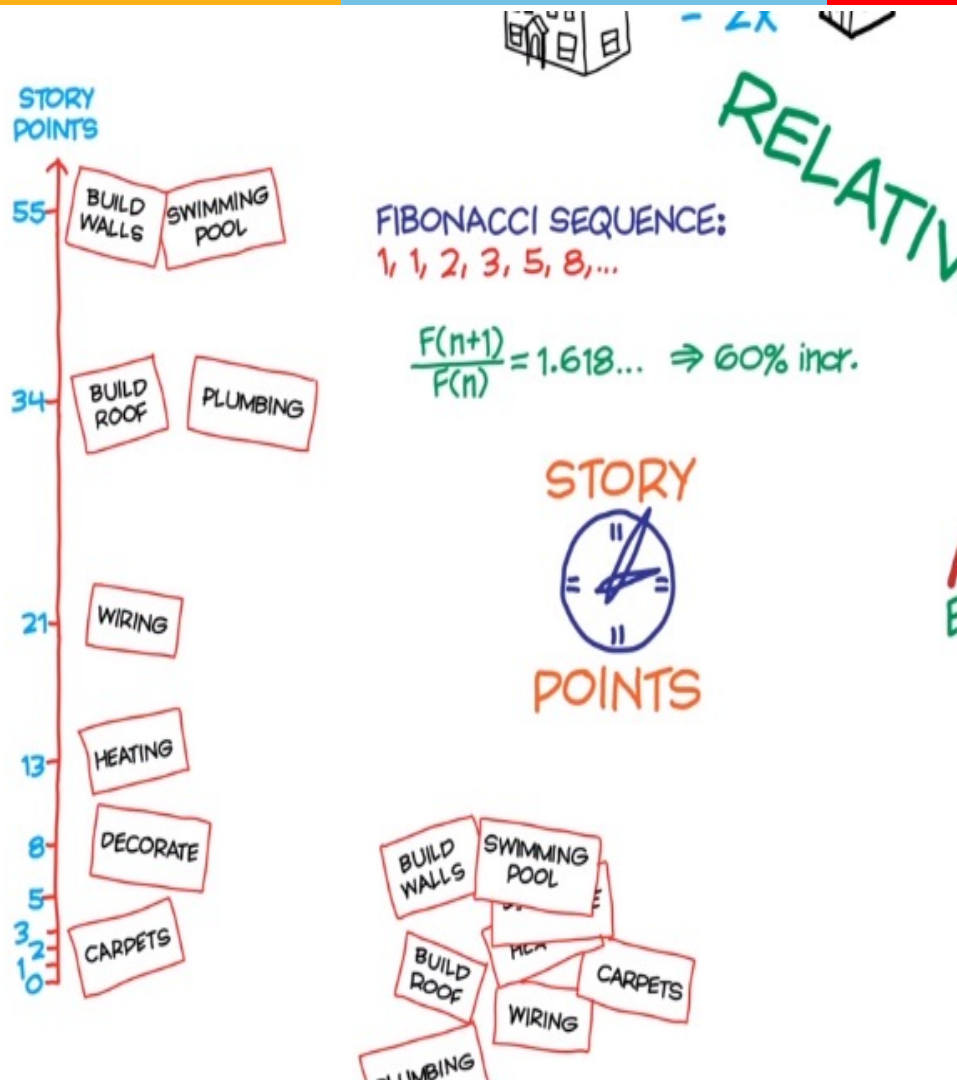 = 2x
STORY
POINTS
55
BUILD
WALLS
SWIMMING
POOL
34
BUILD
ROOF
PLUMBING
21
WIRING
13
HEATING
8
DECORATE
5
3
2
1
0
CARPETS
FIBONACCI SEQUENCE:
1, 1, 2, 3, 5, 8,...
F(n+1)
F(n)
= 1.618... ⇒ 60% incr.
STORY
POINTS
BUILD
WALLS
SWIMMING
POOL
BUILD
ROOF
CARPETS
WIRING
PLUMBING
RELATIV